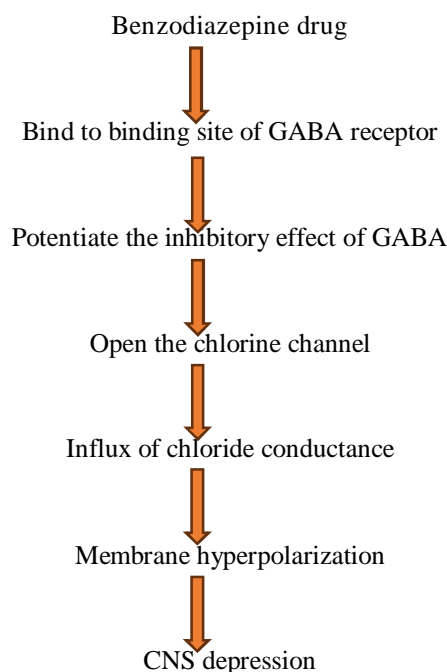 Benzodiazepine drug
Bind to binding site of GABA receptor
Potentiate the inhibitory effect of GABA
Open the chlorine channel
Influx of chloride conductance
Membrane hyperpolarization
CNS depression